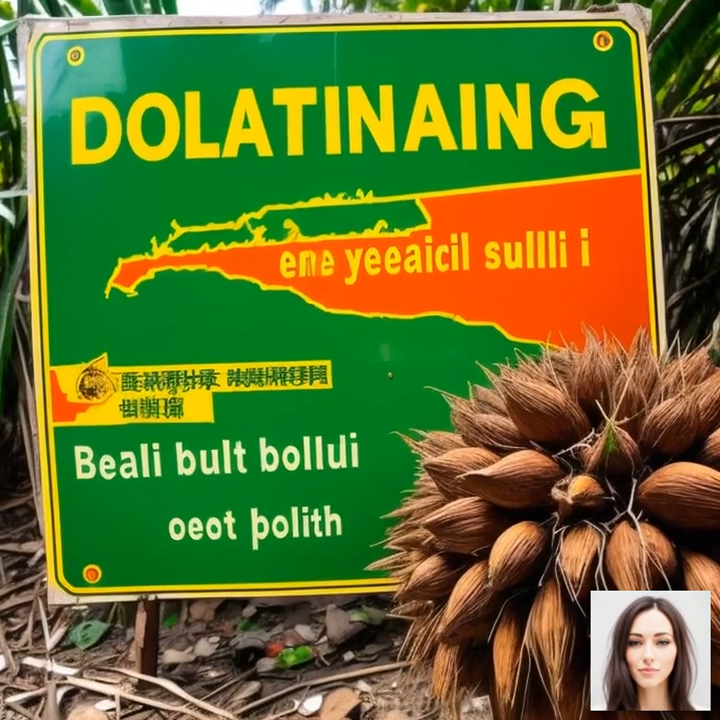 DOLATINAING
ene yeeaicil sullli i
Beali bult bollui
oeot þolith